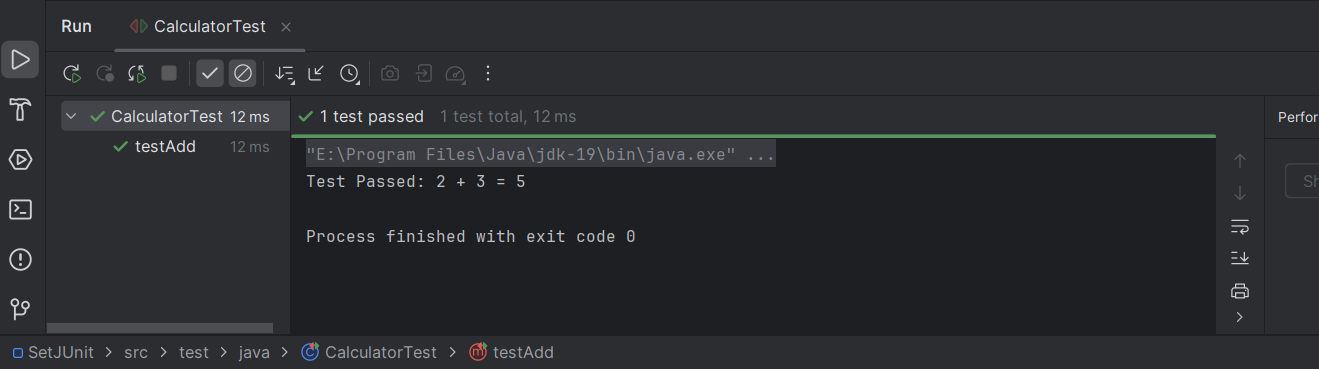 Run CalculatorTest
CalculatorTest 12 ms
testAdd 12 ms
1 test passed 1 test total, 12 ms
"E:\Program Files\Java\jdk-19\bin\java.exe" ...
Test Passed: 2 + 3 = 5
Process finished with exit code 0
Perfor
Sh
SetJUnit > src > test > java > CalculatorTest > testAdd